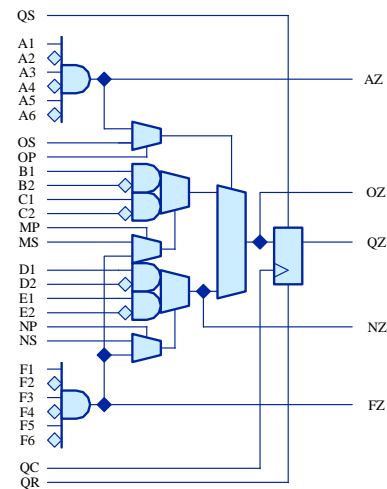 QS
A1
A2
A3
A4
A5
A6
AZ
OS
OP
B1
B2
C1
C2
MP
MS
OZ
QZ
D1
D2
E1
E2
NP
NS
NZ
F1
F2
F3
F4
F5
F6
FZ
QC
QR